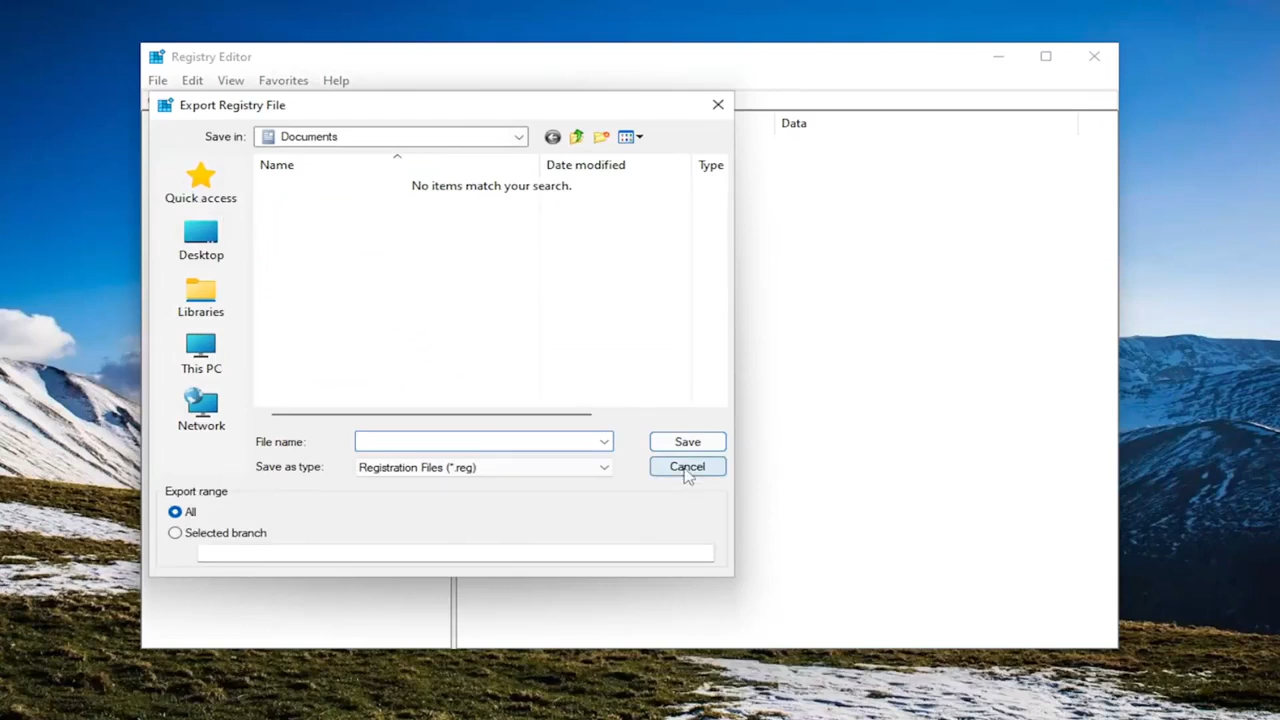 Registry Editor
File Edit View Favorites Help
Export Registry File
Data
Save in: Documents
Name Date modified Type
No items match your search.
Quick access
Desktop
Libraries
This PC
Network
File name: Save
Save as type: Registration Files (*.reg) Cancel
Export range
All
Selected branch